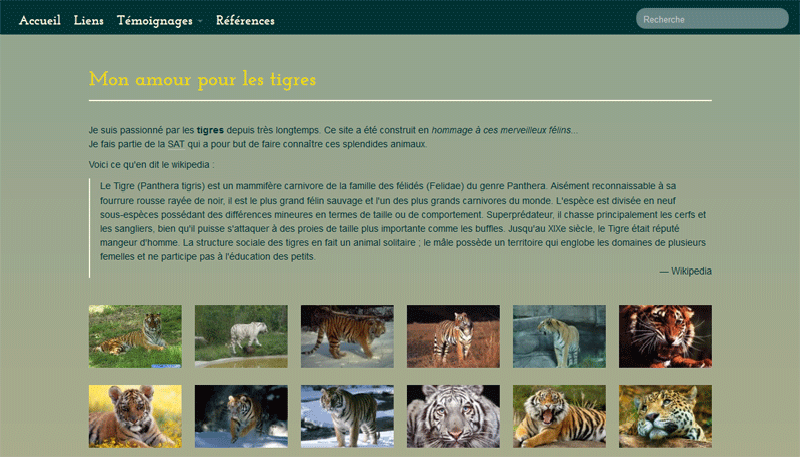 Accueil Liens Témoignages Références Recherche
Mon amour pour les tigres
Je suis passionné par les tigres depuis très longtemps. Ce site a été construit en hommage à ces merveilleux félins...
Je fais partie de la SAT qui a pour but de faire connaître ces splendides animaux.
Voici ce qu'en dit le wikipedia :
Le Tigre (Panthera tigris) est un mammifère carnivore de la famille des félidés (Felidae) du genre Panthera. Aisément reconnaissable à sa
fourrure rousse rayée de noir, il est le plus grand félin sauvage et l'un des plus grands carnivores du monde. L'espèce est divisée en neuf
sous-espèces possédant des différences mineures en termes de taille ou de comportement. Superprédateur, il chasse principalement les cerfs et
les sangliers, bien qu'il puisse s'attaquer à des proies de taille plus importante comme les buffles. Jusqu'au XIXe siècle, le Tigre était réputé
mangeur d'homme. La structure sociale des tigres en fait un animal solitaire ; le mâle possède un territoire qui englobe les domaines de plusieurs
femelles et ne participe pas à l'éducation des petits.
— Wikipedia